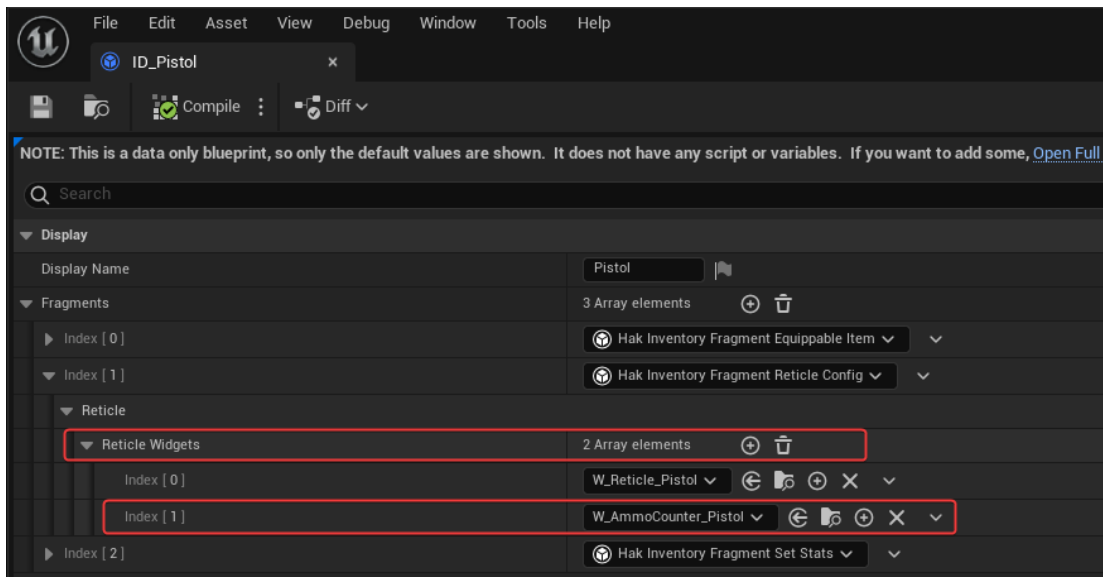 File Edit Asset View Debug Window Tools Help
ID_Pistol
Compile Diff
NOTE: This is a data only blueprint, so only the default values are shown. It does not have any script or variables. If you want to add some, Open Full
Search
Display
Display Name Pistol
Fragments 3 Array elements
Index [ 0 ] Hak Inventory Fragment Equippable Item
Index [ 1 ] Hak Inventory Fragment Reticle Config
Reticle
Reticle Widgets 2 Array elements
Index [ 0 ] W_Reticle_Pistol
Index [ 1 ] W_AmmoCounter_Pistol
Index [ 2 ] Hak Inventory Fragment Set Stats